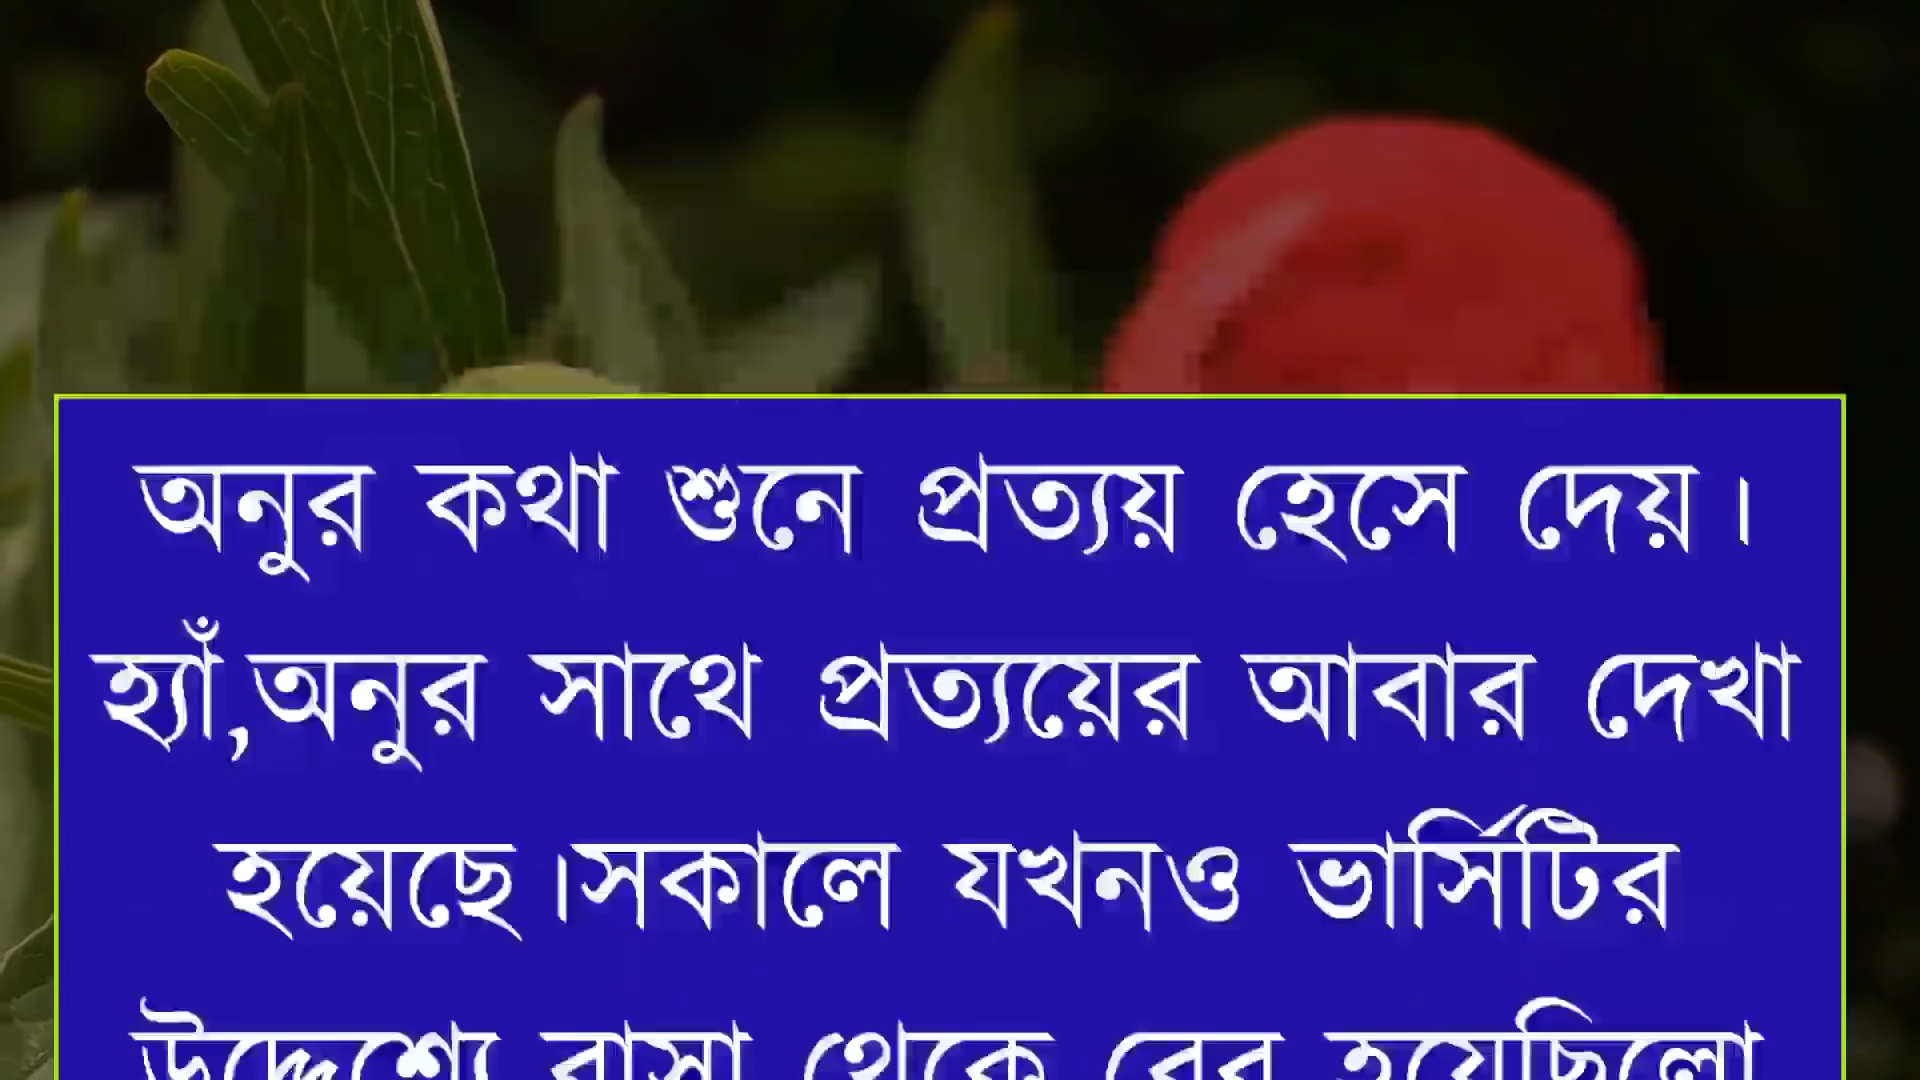 অনুর কথা শুনে প্রত্যয় হেসে দেয়।
হ্যাঁ,অনুর সাথে প্রত্যয়ের আবার দেখা
হয়েছে।সকালে যখনও ভার্সিটির
উদ্দেশ্যে বাসা থেকে বের হয়েছিলো